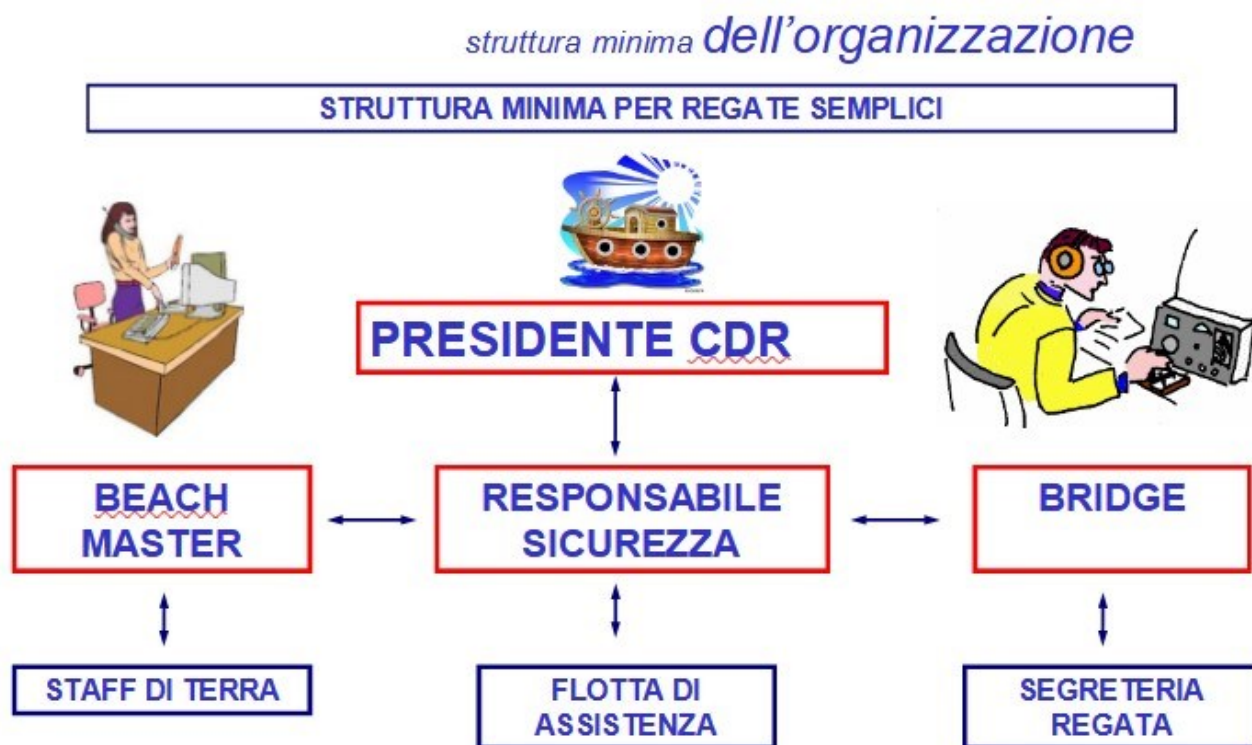 struttura minima dell'organizzazione
STRUTTURA MINIMA PER REGATE SEMPLICI
PRESIDENTE CDR
BEACH
MASTER
RESPONSABILE
SICUREZZA
BRIDGE
STAFF DI TERRA
FLOTTA DI
ASSISTENZA
SEGRETERIA
REGATA